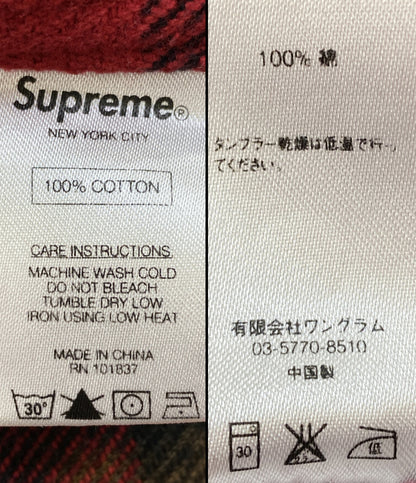 Supreme®
NEW YORK CITY
100% COTTON
CARE INSTRUCTIONS
MACHINE WASH COLD
DO NOT BLEACH
TUMBLE DRY LOW
IRON USING LOW HEAT
MADE IN CHINA
RN 101837
30°
100% 綿
タンブラー乾燥は低温で行っ
てください。
有限会社ワングラム
03-5770-8510
中国製
30
低